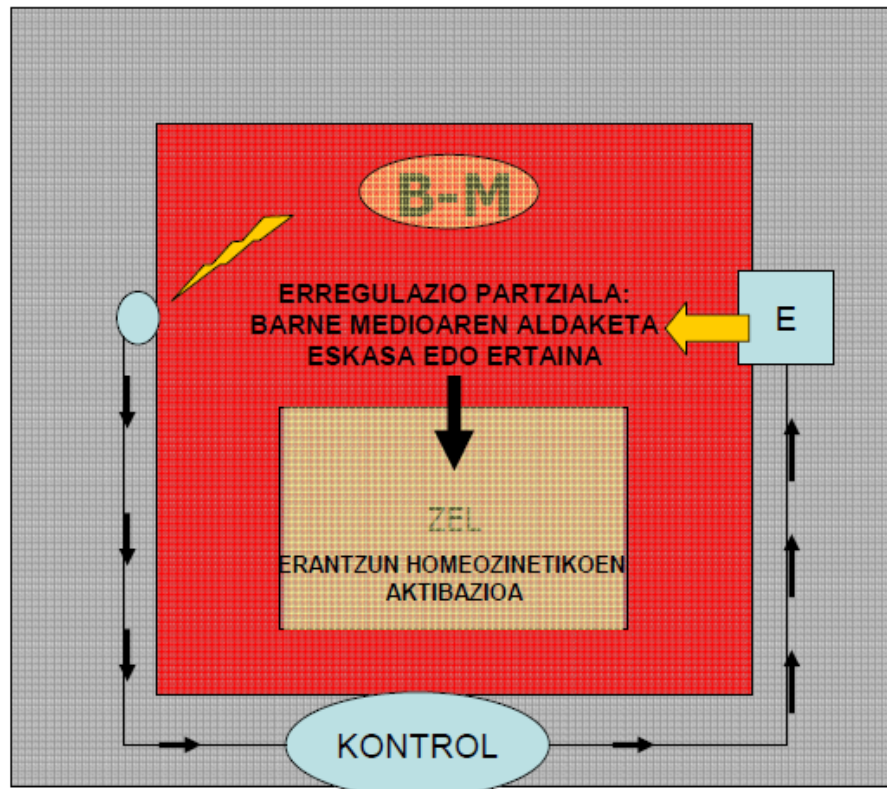 B-M
ERREGULAZIO PARTZIALA:
BARNE MEDIOAREN ALDAKETA
ESKASA EDO ERTAINA
E
ZEL
ERANTZUN HOMEOZINETIKOEN
AKTIBAZIOA
KONTROL